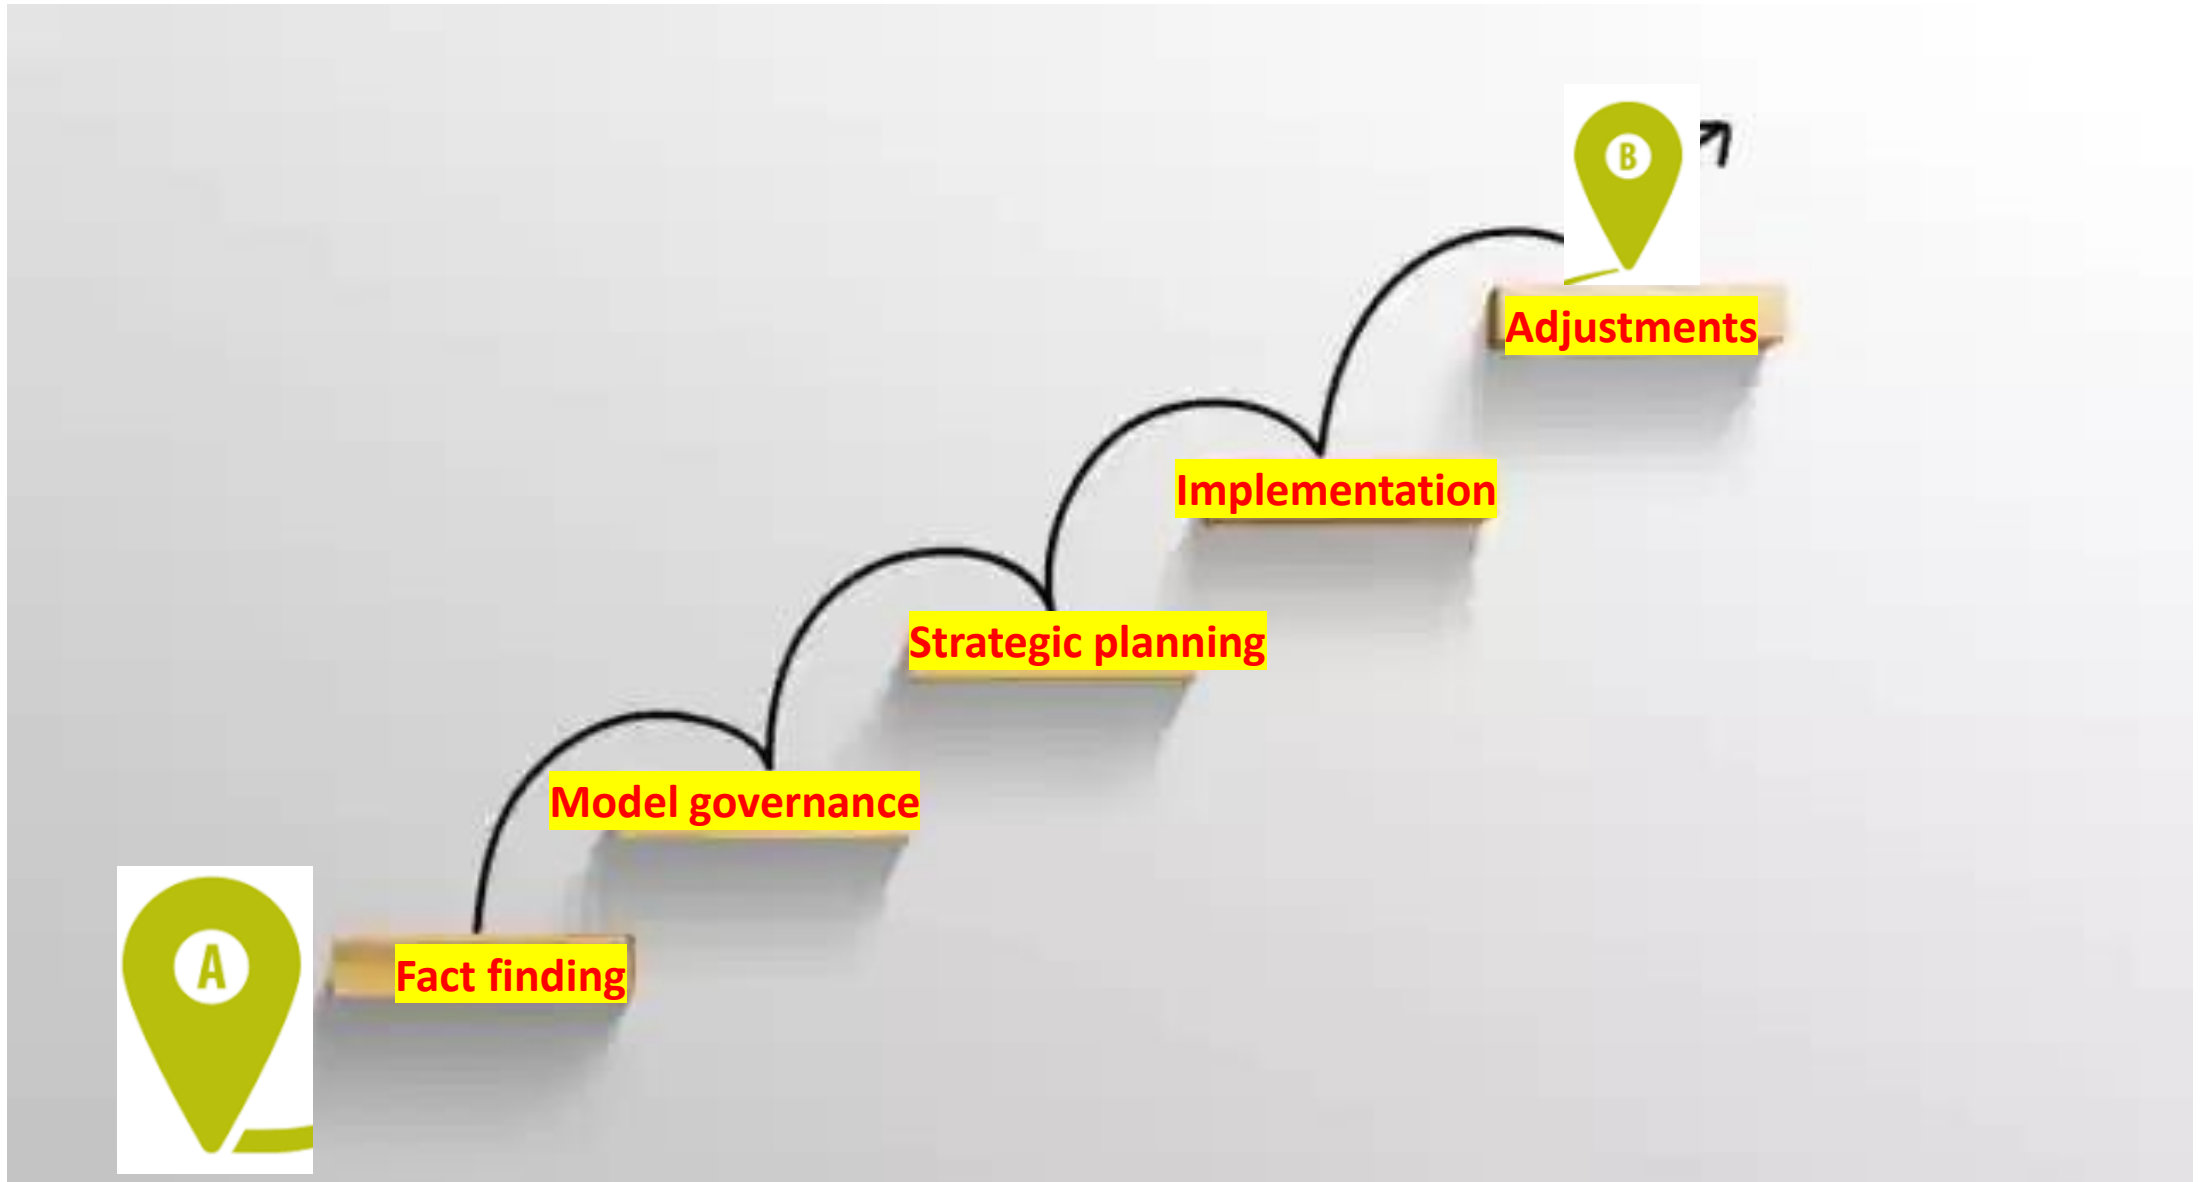 B
Adjustments
Implementation
Strategic planning
Model governance
A
Fact finding